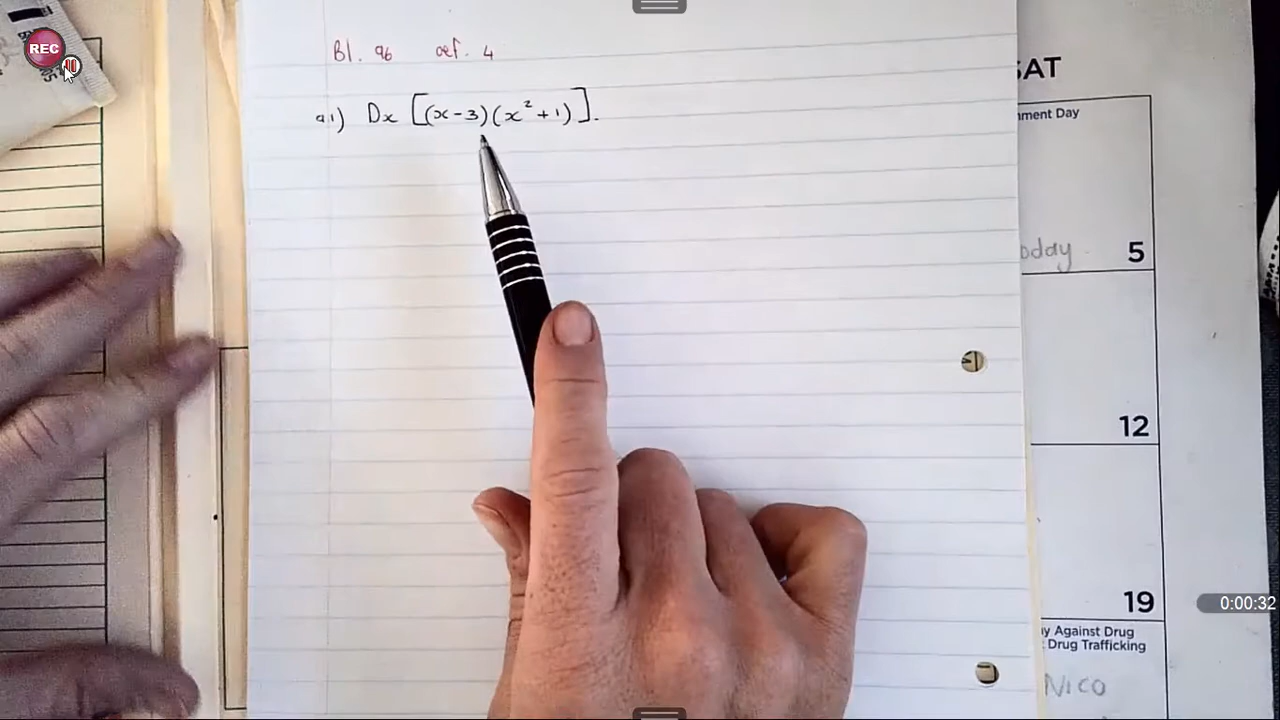 REC
Bl. 96 oef. 4
a.1) Dx [(x-3)(x²+1)].
SAT
nment Day
oday 5
12
19
0:00:32
y Against Drug
Drug Trafficking
Nico